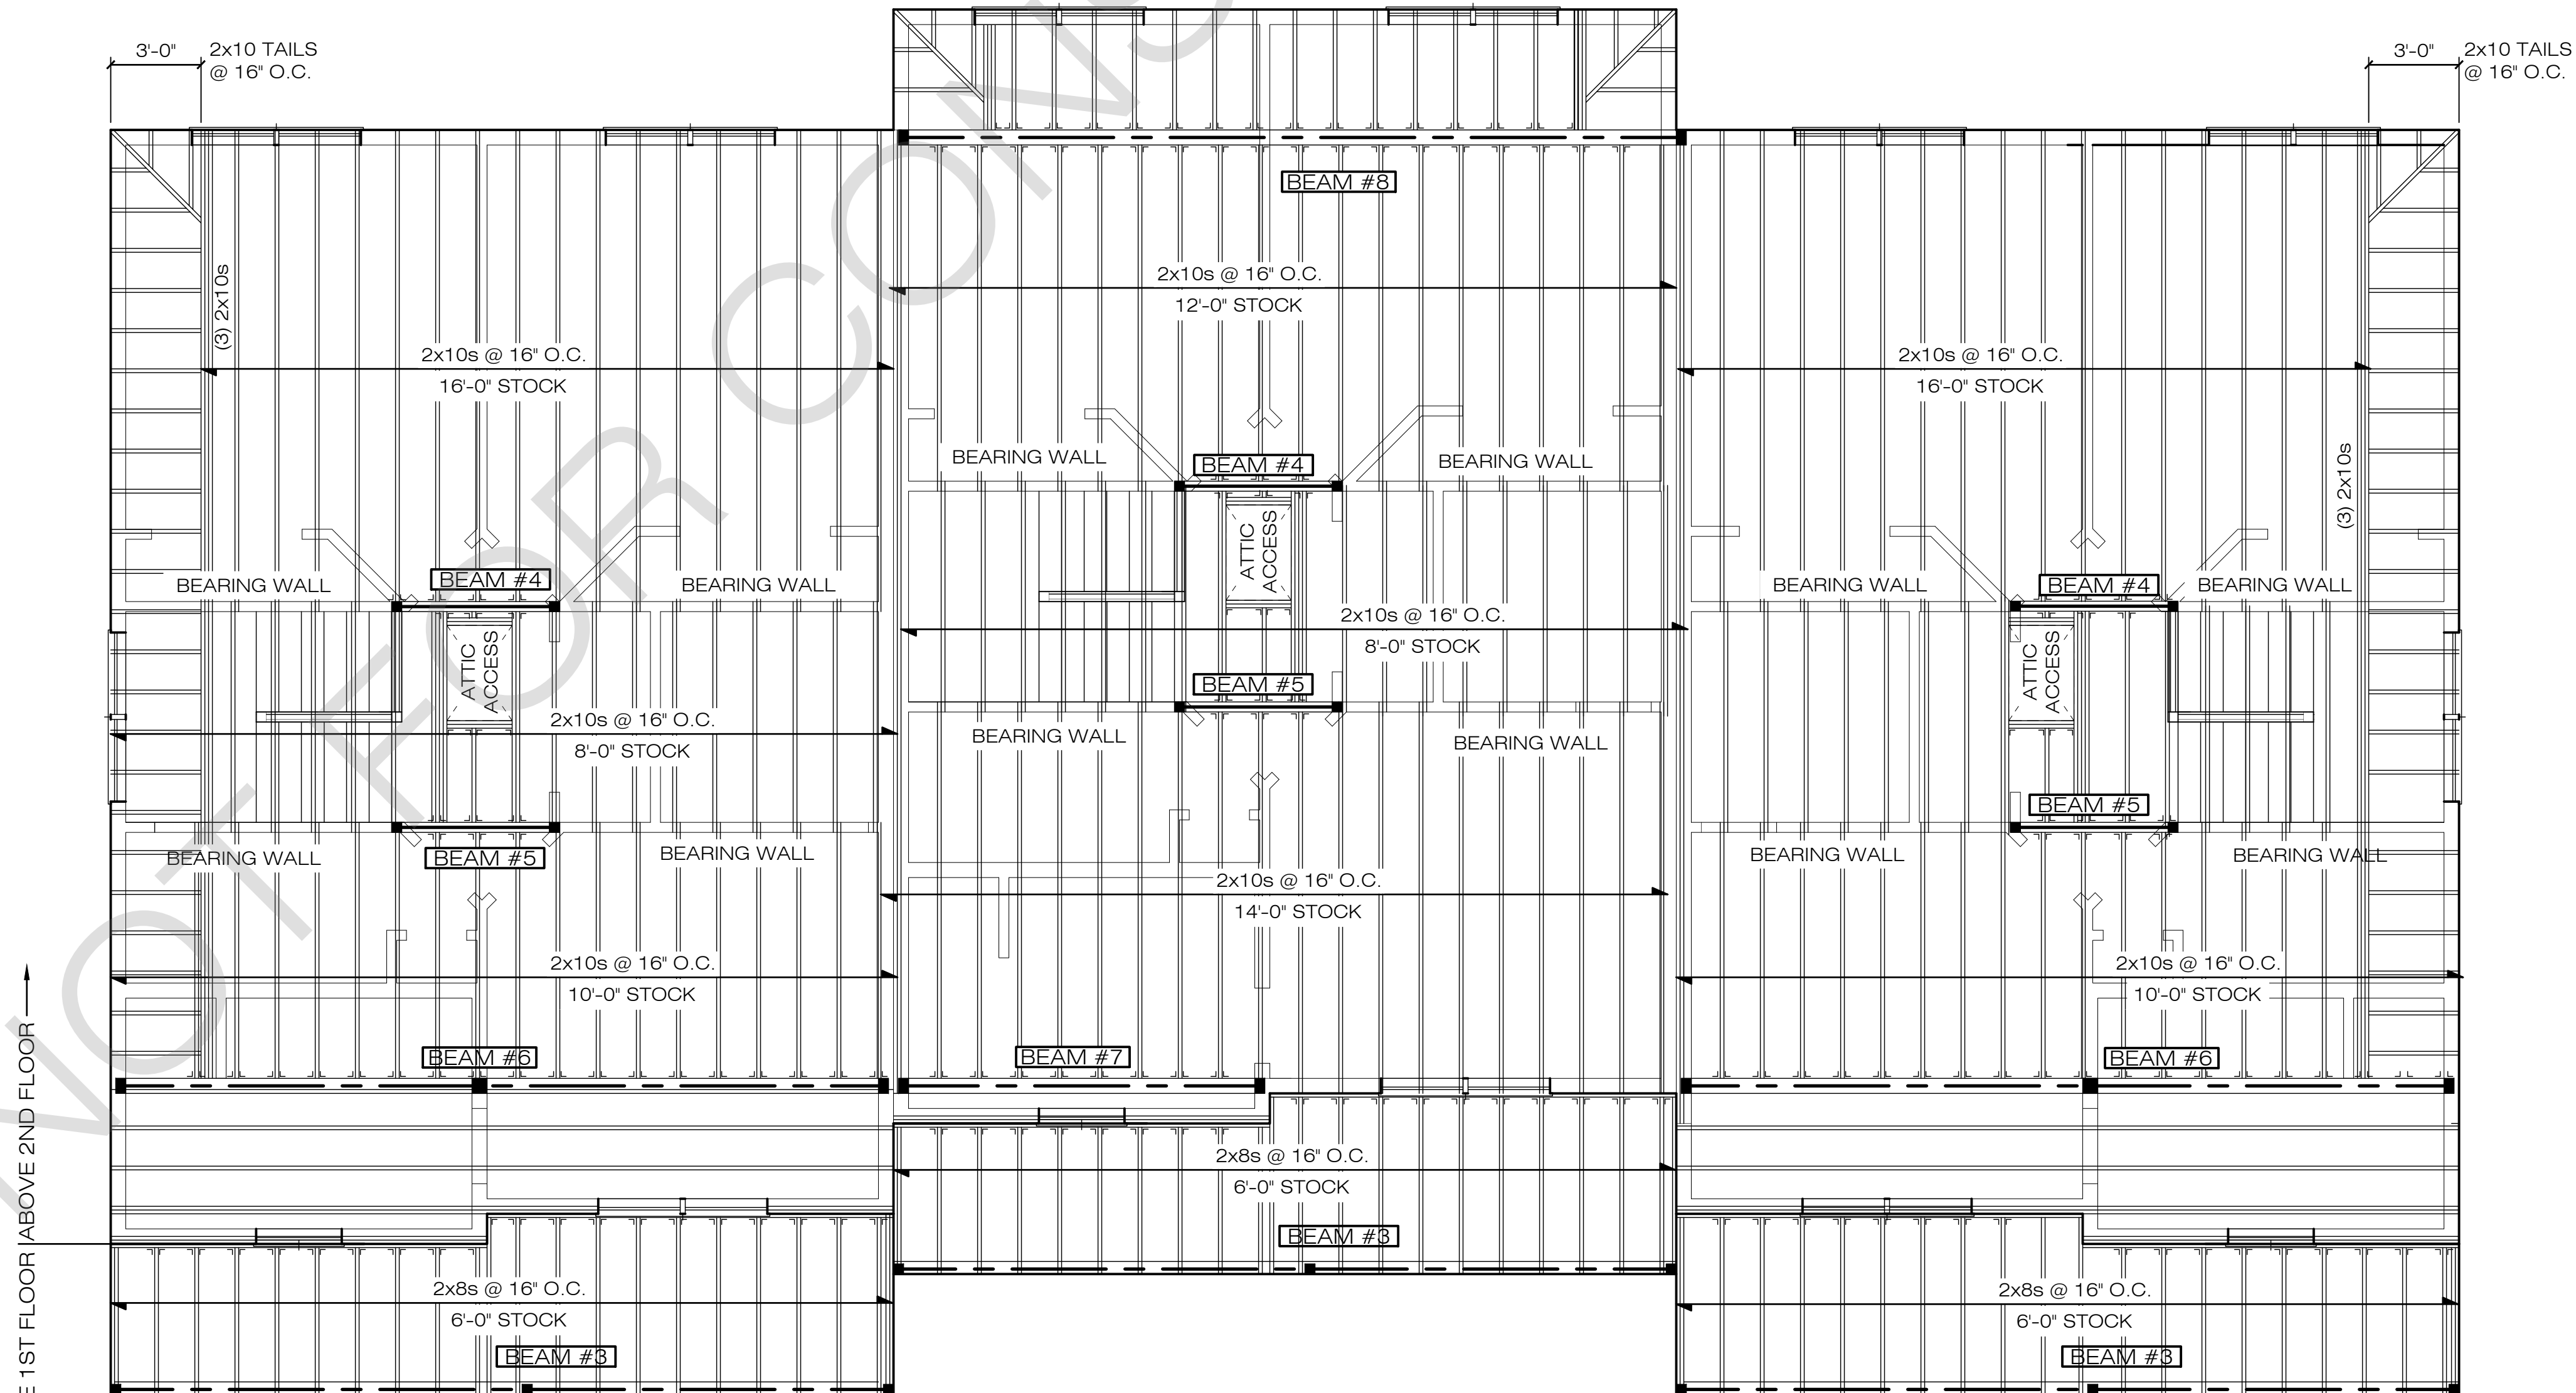 3'-0"
2x10 TAILS
@ 16" O.C.
3'-0"
2x10 TAILS
@ 16" O.C.
BEAM #8
(3) 2x10s
2x10s @ 16" O.C.
12'-0" STOCK
2x10s @ 16" O.C.
16'-0" STOCK
2x10s @ 16" O.C.
16'-0" STOCK
(3) 2x10s
BEARING WALL
BEAM #4
BEARING WALL
ATTIC
ACCESS
BEARING WALL
BEAM #4
BEARING WALL
BEARING WALL
BEAM #4
BEARING WALL
2x10s @ 16" O.C.
8'-0" STOCK
ATTIC
ACCESS
ATTIC
ACCESS
BEAM #5
2x10s @ 16" O.C.
8'-0" STOCK
BEARING WALL
BEARING WALL
BEAM #5
BEARING WALL
BEAM #5
BEARING WALL
BEARING WALL
BEARING WALL
2x10s @ 16" O.C.
14'-0" STOCK
2x10s @ 16" O.C.
10'-0" STOCK
2x10s @ 16" O.C.
10'-0" STOCK
BEAM #6
BEAM #7
BEAM #6
2x8s @ 16" O.C.
6'-0" STOCK
BEAM #3
2x8s @ 16" O.C.
6'-0" STOCK
BEAM #3
2x8s @ 16" O.C.
6'-0" STOCK
BEAM #3
1ST FLOOR ABOVE 2ND FLOOR
NOT FOR CONS